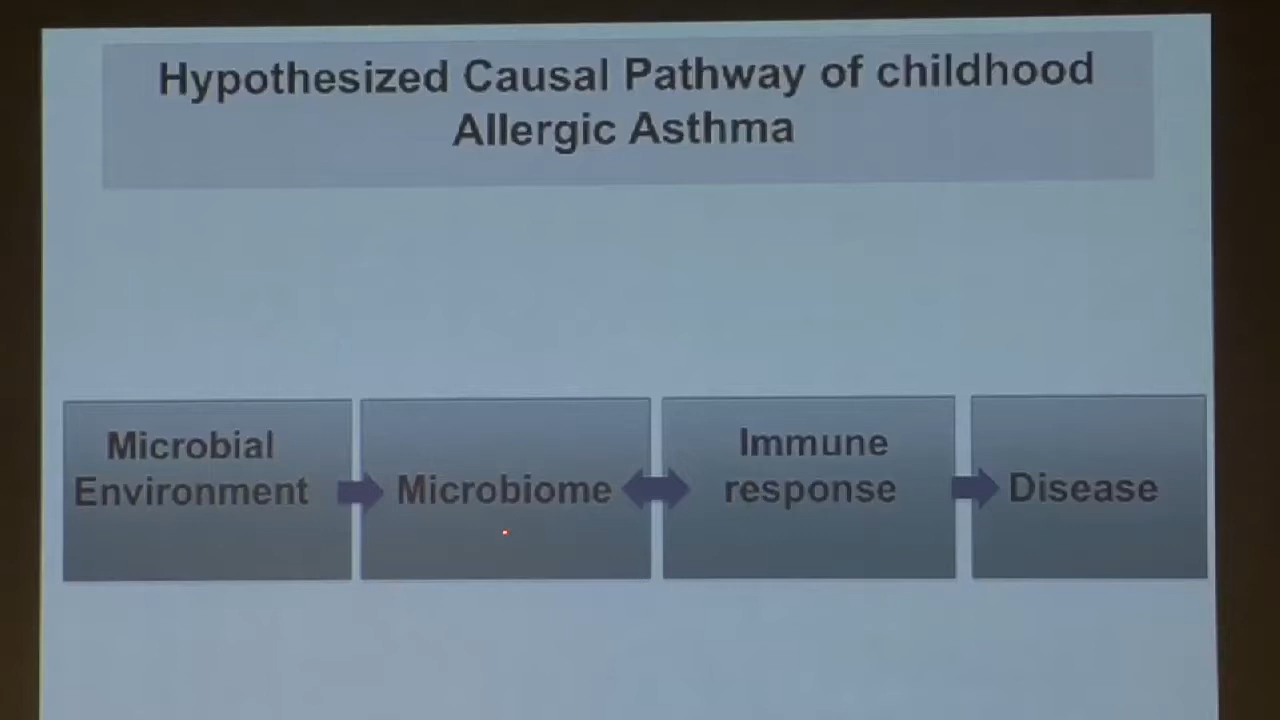 Hypothesized Causal Pathway of childhood
Allergic Asthma
Microbial
Environment
Microbiome
Immune
response
Disease